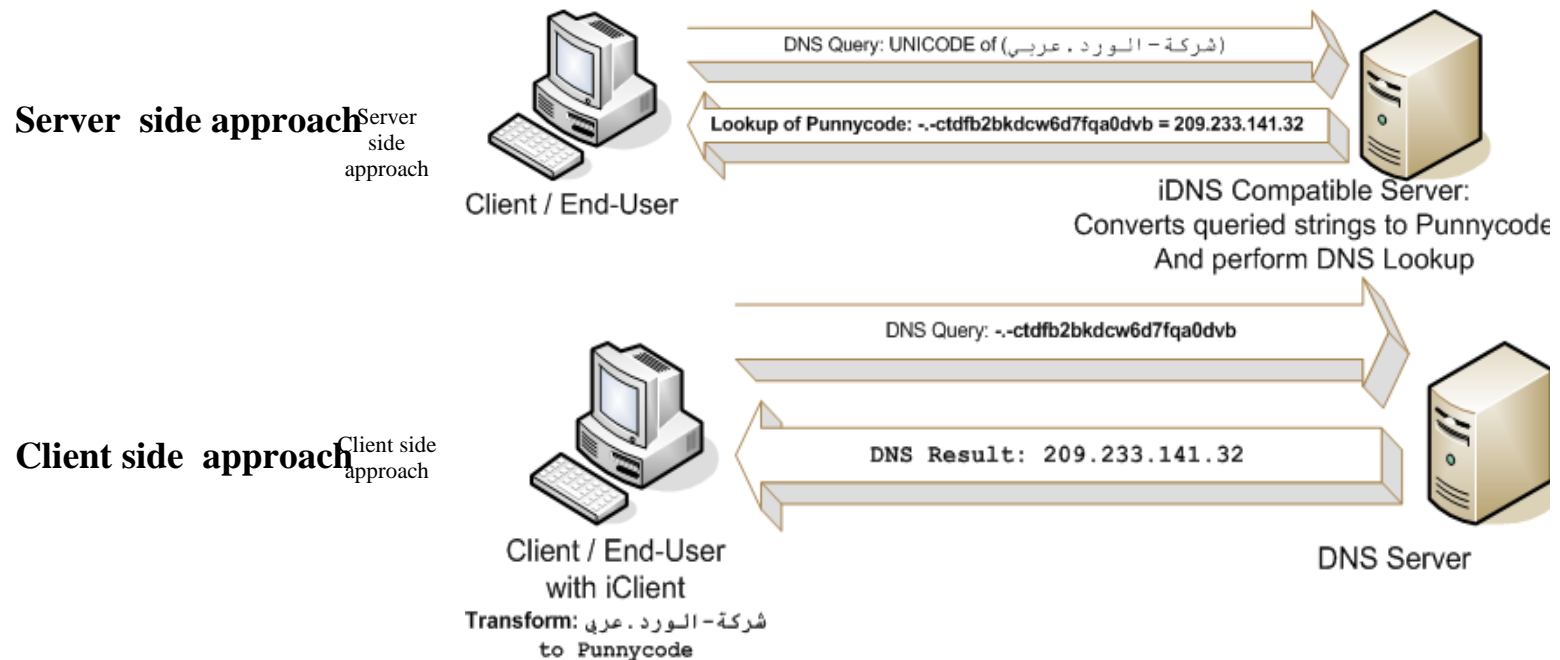 DNS Query: UNICODE of (شركة-الورد.عربي)
Server side approach
Server
side
approach
Lookup of Punnycode: -.-ctdfb2bkdcw6d7fqa0dvb = 209.233.141.32
Client / End-User
iDNS Compatible Server:
Converts queried strings to Punnycode
And perform DNS Lookup
DNS Query: -.-ctdfb2bkdcw6d7fqa0dvb
Client side approach
Client side
approach
DNS Result: 209.233.141.32
Client / End-User
with iClient
Transform: شركة-الورد.عربي
to Punnycode
DNS Server